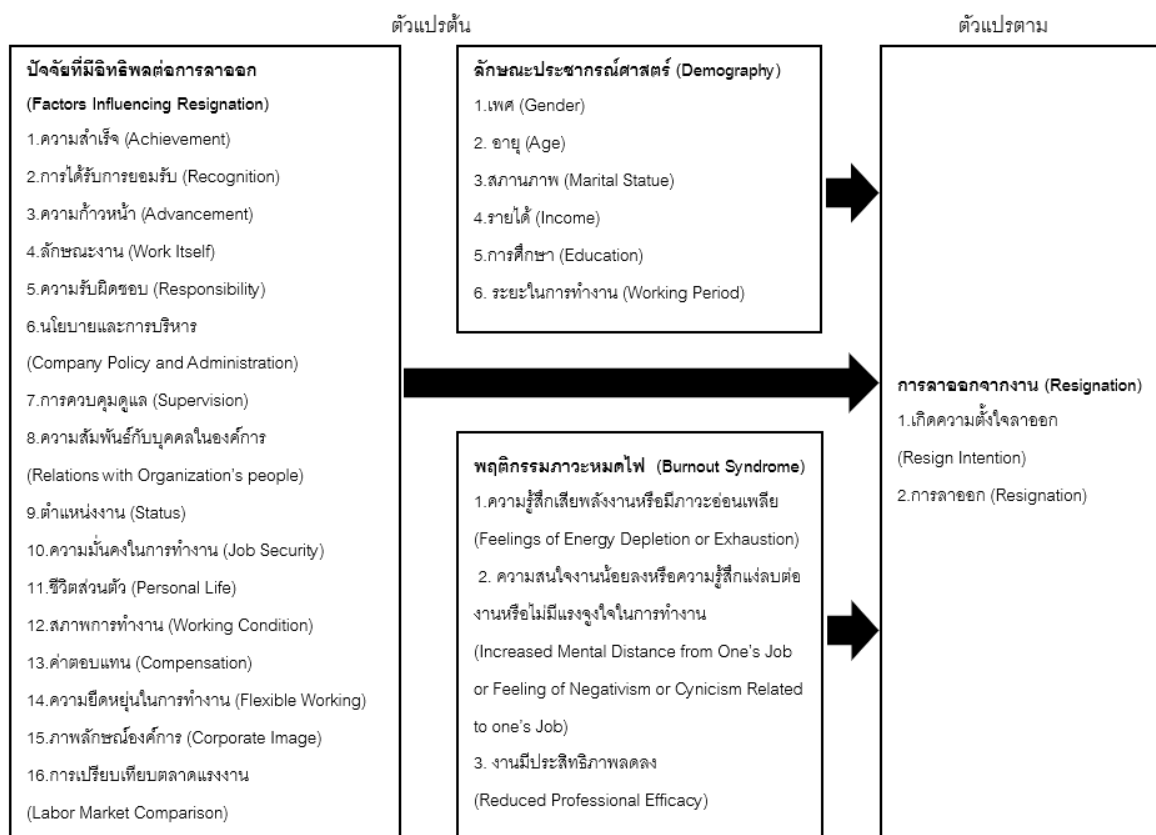 ตัวแปรต้น
ตัวแปรตาม
ปัจจัยที่มีอิทธิพลต่อการลาออก
(Factors Influencing Resignation)
1.ความสำเร็จ (Achievement)
2.การได้รับการยอมรับ (Recognition)
3.ความก้าวหน้า (Advancement)
4.ลักษณะงาน (Work Itself)
5.ความรับผิดชอบ (Responsibility)
6.นโยบายและการบริหาร
(Company Policy and Administration)
7.การควบคุมดูแล (Supervision)
8.ความสัมพันธ์กับบุคคลในองค์การ
(Relations with Organization's people)
9.ตำแหน่งงาน (Status)
10.ความมั่นคงในการทำงาน (Job Security)
11.ชีวิตส่วนตัว (Personal Life)
12.สภาพการทำงาน (Working Condition)
13.ค่าตอบแทน (Compensation)
14.ความยืดหยุ่นในการทำงาน (Flexible Working)
15.ภาพลักษณ์องค์การ (Corporate Image)
16.การเปรียบเทียบตลาดแรงงาน
(Labor Market Comparison)
ลักษณะประชากรณ์ศาสตร์ (Demography)
1.เพศ (Gender)
2. อายุ (Age)
3.สภานภาพ (Marital Statue)
4.รายได้ (Income)
5.การศึกษา (Education)
6. ระยะในการทำงาน (Working Period)
พฤติกรรมภาวะหมดไฟ (Burnout Syndrome)
1.ความรู้สึกเสียพลังงานหรือมีภาวะอ่อนเพลีย
(Feelings of Energy Depletion or Exhaustion)
2. ความสนใจงานน้อยลงหรือความรู้สึกแง่ลบต่อ
งานหรือไม่มีแรงจูงใจในการทำงาน
(Increased Mental Distance from One's Job
or Feeling of Negativism or Cynicism Related
to one's Job)
3. งานมีประสิทธิภาพลดลง
(Reduced Professional Efficacy)
การลาออกจากงาน (Resignation)
1.เกิดความตั้งใจลาออก
(Resign Intention)
2.การลาออก (Resignation)